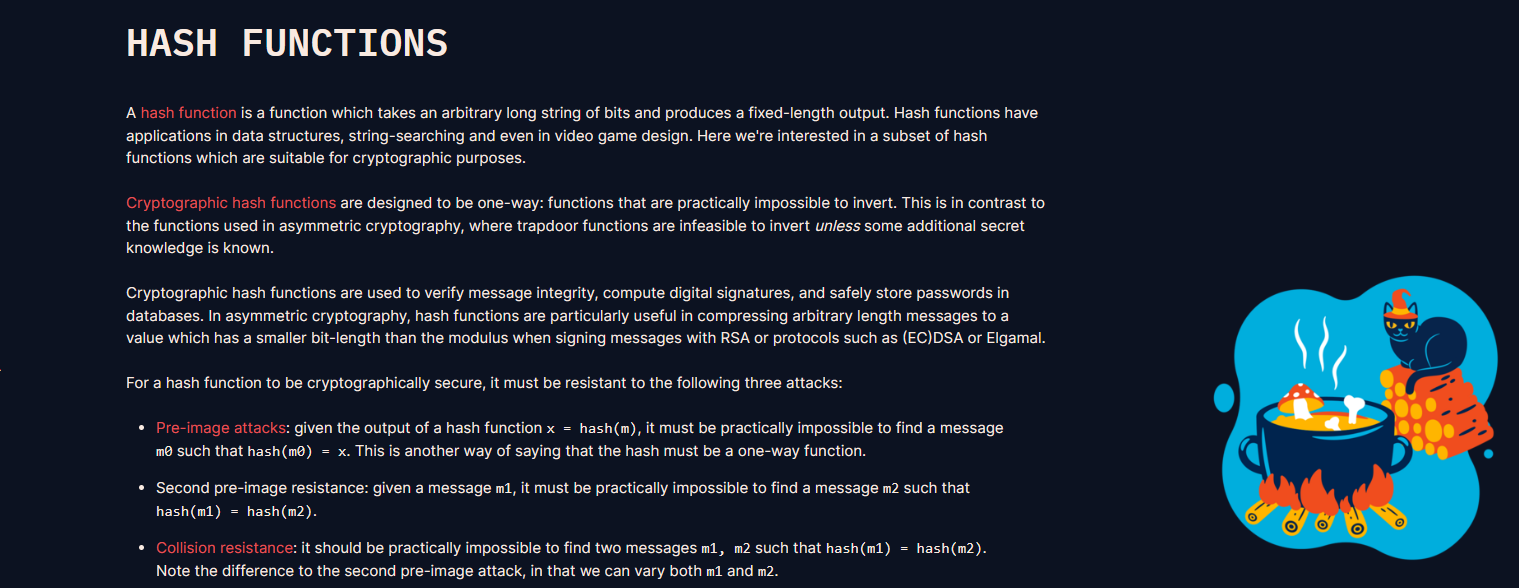 HASH FUNCTIONS
A hash function is a function which takes an arbitrary long string of bits and produces a fixed-length output. Hash functions have
applications in data structures, string-searching and even in video game design. Here we're interested in a subset of hash
functions which are suitable for cryptographic purposes.
Cryptographic hash functions are designed to be one-way: functions that are practically impossible to invert. This is in contrast to
the functions used in asymmetric cryptography, where trapdoor functions are infeasible to invert unless some additional secret
knowledge is known.
Cryptographic hash functions are used to verify message integrity, compute digital signatures, and safely store passwords in
databases. In asymmetric cryptography, hash functions are particularly useful in compressing arbitrary length messages to a
value which has a smaller bit-length than the modulus when signing messages with RSA or protocols such as (EC)DSA or Elgamal.
For a hash function to be cryptographically secure, it must be resistant to the following three attacks:
• Pre-image attacks: given the output of a hash function x = hash(m), it must be practically impossible to find a message
m0 such that hash(m0) = x. This is another way of saying that the hash must be a one-way function.
• Second pre-image resistance: given a message m1, it must be practically impossible to find a message m2 such that
hash(m1) = hash(m2).
• Collision resistance: it should be practically impossible to find two messages m1, m2 such that hash(m1) = hash(m2).
Note the difference to the second pre-image attack, in that we can vary both m1 and m2.